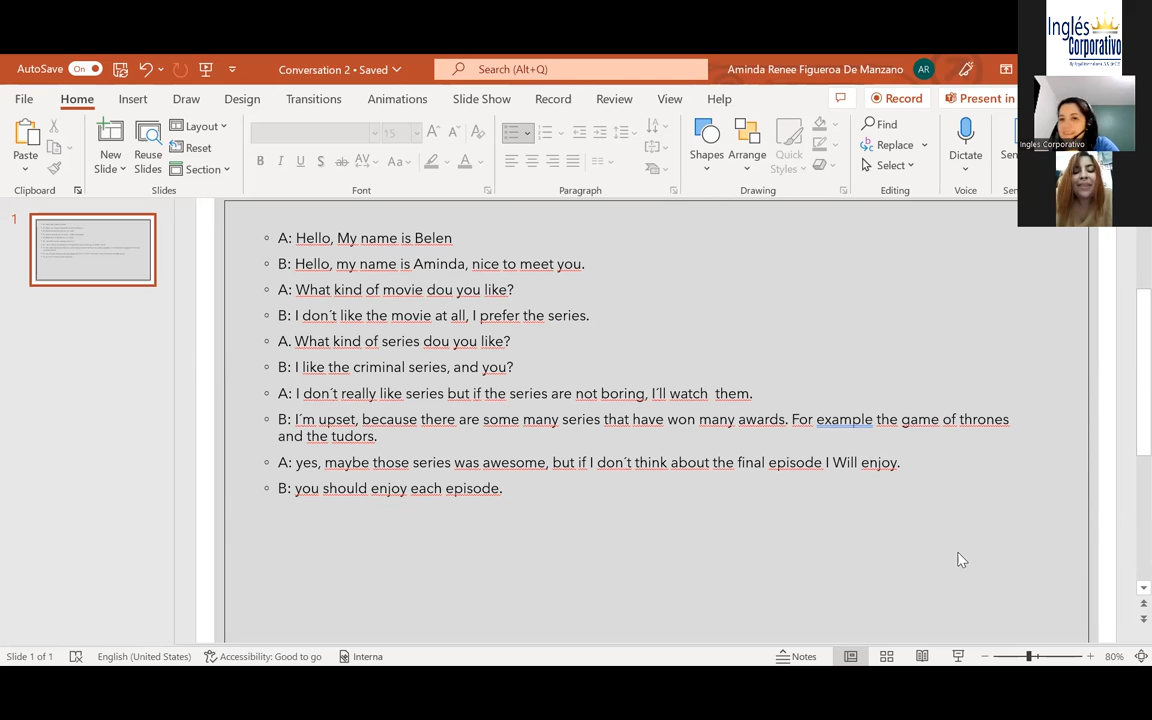 Inglés
Corporativo
AutoSave On
Conversation 2 • Saved
Search (Alt+Q)
Aminda Renee Figueroa De Manzano
AR
File Home Insert Draw Design Transitions Animations Slide Show Record Review View Help
Record
Present in
Paste
New
Slide
Reuse
Slides
Layout
Reset
Section
15
Shapes
Arrange
Quick
Styles
Find
Replace
Select
Dictate
Clipboard
Slides
Font
Paragraph
Drawing
Editing
Voice
Ingles Corporativo
1
A: Hello, My name is Belen
B: Hello, my name is Aminda, nice to meet you.
A: What kind of movie dou you like?
B: I don´t like the movie at all, I prefer the series.
A. What kind of series dou you like?
B: I like the criminal series, and you?
A: I don´t really like series but if the series are not boring, I´ll watch them.
B: I´m upset, because there are some many series that have won many awards. For example the game of thrones
and the tudors.
A: yes, maybe those series was awesome, but if I don´t think about the final episode I Will enjoy.
B: you should enjoy each episode.
Slide 1 of 1
English (United States)
Accessibility: Good to go
Interna
Notes
80%